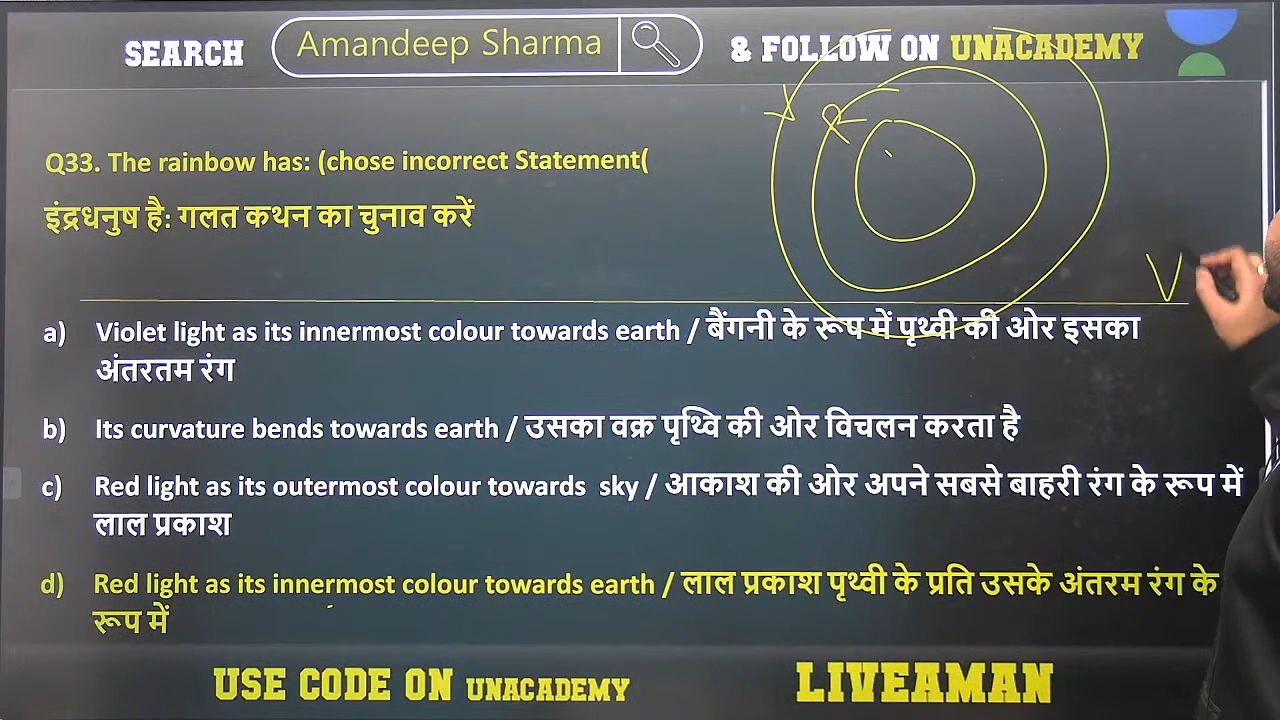 SEARCH Amandeep Sharma & FOLLOW ON UNACADEMY
V R
Q33. The rainbow has: (chose incorrect Statement(
इंद्रधनुष है: गलत कथन का चुनाव करें
V
a) Violet light as its innermost colour towards earth / बैंगनी के रूप में पृथ्वी की ओर इसका
अंतरतम रंग
b) Its curvature bends towards earth / उसका वक्र पृथ्वि की ओर विचलन करता है
c) Red light as its outermost colour towards sky / आकाश की ओर अपने सबसे बाहरी रंग के रूप में
लाल प्रकाश
d) Red light as its innermost colour towards earth / लाल प्रकाश पृथ्वी के प्रति उसके अंतरम रंग के
रूप में
USE CODE ON UNACADEMY LIVEAMAN